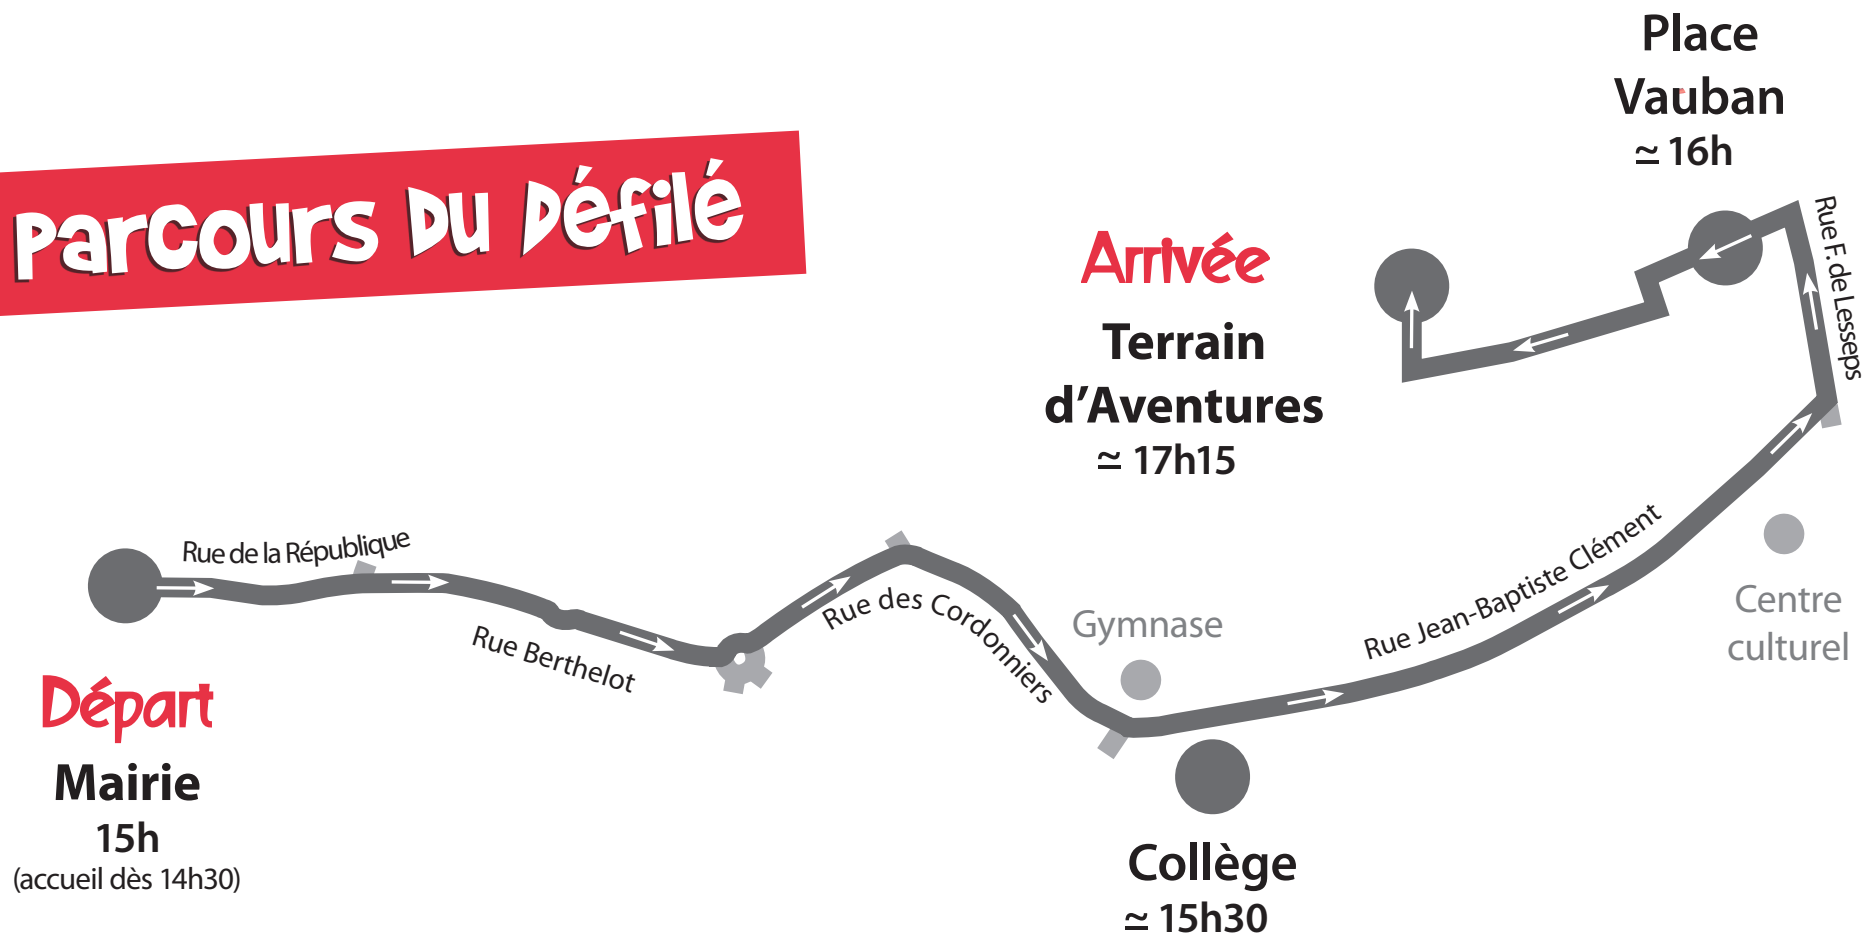 Parcours du Défilé
Place
Vauban
≃ 16h
Rue F. de Lesseps
Arrivée
Terrain
d’Aventures
≃ 17h15
Rue de la République
Rue Berthelot
Rue des Cordonniers
Gymnase
Rue Jean-Baptiste Clément
Centre
culturel
Départ
Mairie
15h
(accueil dès 14h30)
Collège
≃ 15h30